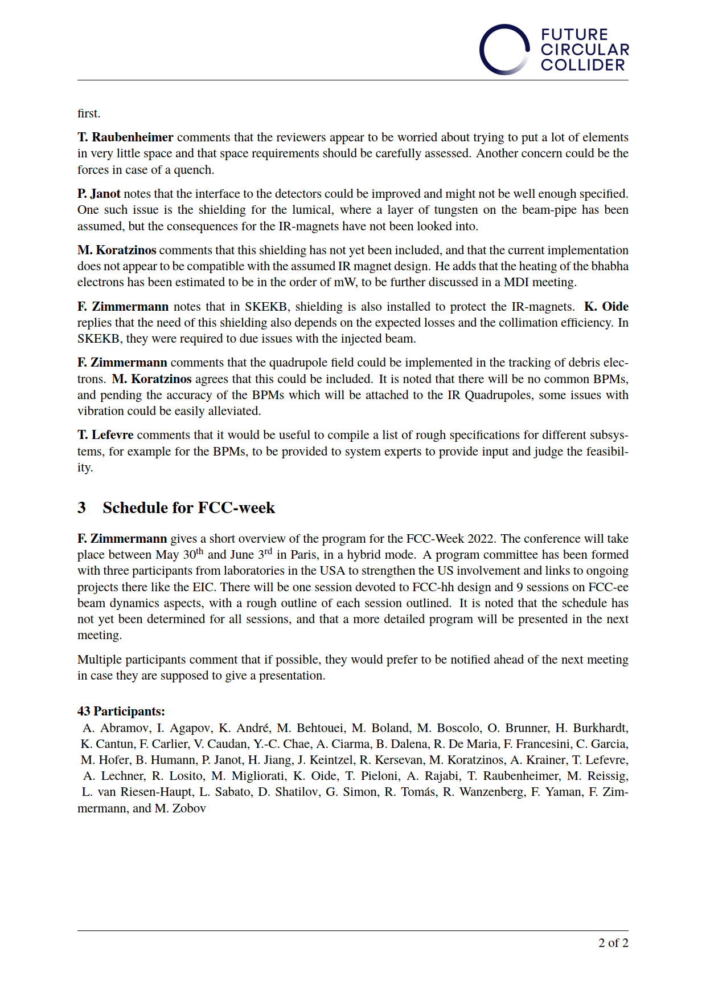 FUTURE
CIRCULAR
COLLIDER
first.
T. Raubenheimer comments that the reviewers appear to be worried about trying to put a lot of elements
in very little space and that space requirements should be carefully assessed. Another concern could be the
forces in case of a quench.
P. Janot notes that the interface to the detectors could be improved and might not be well enough specified.
One such issue is the shielding for the lumical, where a layer of tungsten on the beam-pipe has been
assumed, but the consequences for the IR-magnets have not been looked into.
M. Koratzinos comments that this shielding has not yet been included, and that the current implementation
does not appear to be compatible with the assumed IR magnet design. He adds that the heating of the bhabha
electrons has been estimated to be in the order of mW, to be further discussed in a MDI meeting.
F. Zimmermann notes that in SKEKB, shielding is also installed to protect the IR-magnets. K. Oide
replies that the need of this shielding also depends on the expected losses and the collimation efficiency. In
SKEKB, they were required to due issues with the injected beam.
F. Zimmermann comments that the quadrupole field could be implemented in the tracking of debris elec-
trons. M. Koratzinos agrees that this could be included. It is noted that there will be no common BPMs,
and pending the accuracy of the BPMs which will be attached to the IR Quadrupoles, some issues with
vibration could be easily alleviated.
T. Lefevre comments that it would be useful to compile a list of rough specifications for different subsys-
tems, for example for the BPMs, to be provided to system experts to provide input and judge the feasibil-
ity.
3 Schedule for FCC-week
F. Zimmermann gives a short overview of the program for the FCC-Week 2022. The conference will take
place between May 30th and June 3rd in Paris, in a hybrid mode. A program committee has been formed
with three participants from laboratories in the USA to strengthen the US involvement and links to ongoing
projects there like the EIC. There will be one session devoted to FCC-hh design and 9 sessions on FCC-ee
beam dynamics aspects, with a rough outline of each session outlined. It is noted that the schedule has
not yet been determined for all sessions, and that a more detailed program will be presented in the next
meeting.
Multiple participants comment that if possible, they would prefer to be notified ahead of the next meeting
in case they are supposed to give a presentation.
43 Participants:
A. Abramov, I. Agapov, K. André, M. Behtouei, M. Boland, M. Boscolo, O. Brunner, H. Burkhardt,
K. Cantun, F. Carlier, V. Caudan, Y.-C. Chae, A. Ciarma, B. Dalena, R. De Maria, F. Francesini, C. Garcia,
M. Hofer, B. Humann, P. Janot, H. Jiang, J. Keintzel, R. Kersevan, M. Koratzinos, A. Krainer, T. Lefevre,
A. Lechner, R. Losito, M. Migliorati, K. Oide, T. Pieloni, A. Rajabi, T. Raubenheimer, M. Reissig,
L. van Riesen-Haupt, L. Sabato, D. Shatilov, G. Simon, R. Tomás, R. Wanzenberg, F. Yaman, F. Zim-
mermann, and M. Zobov
2 of 2